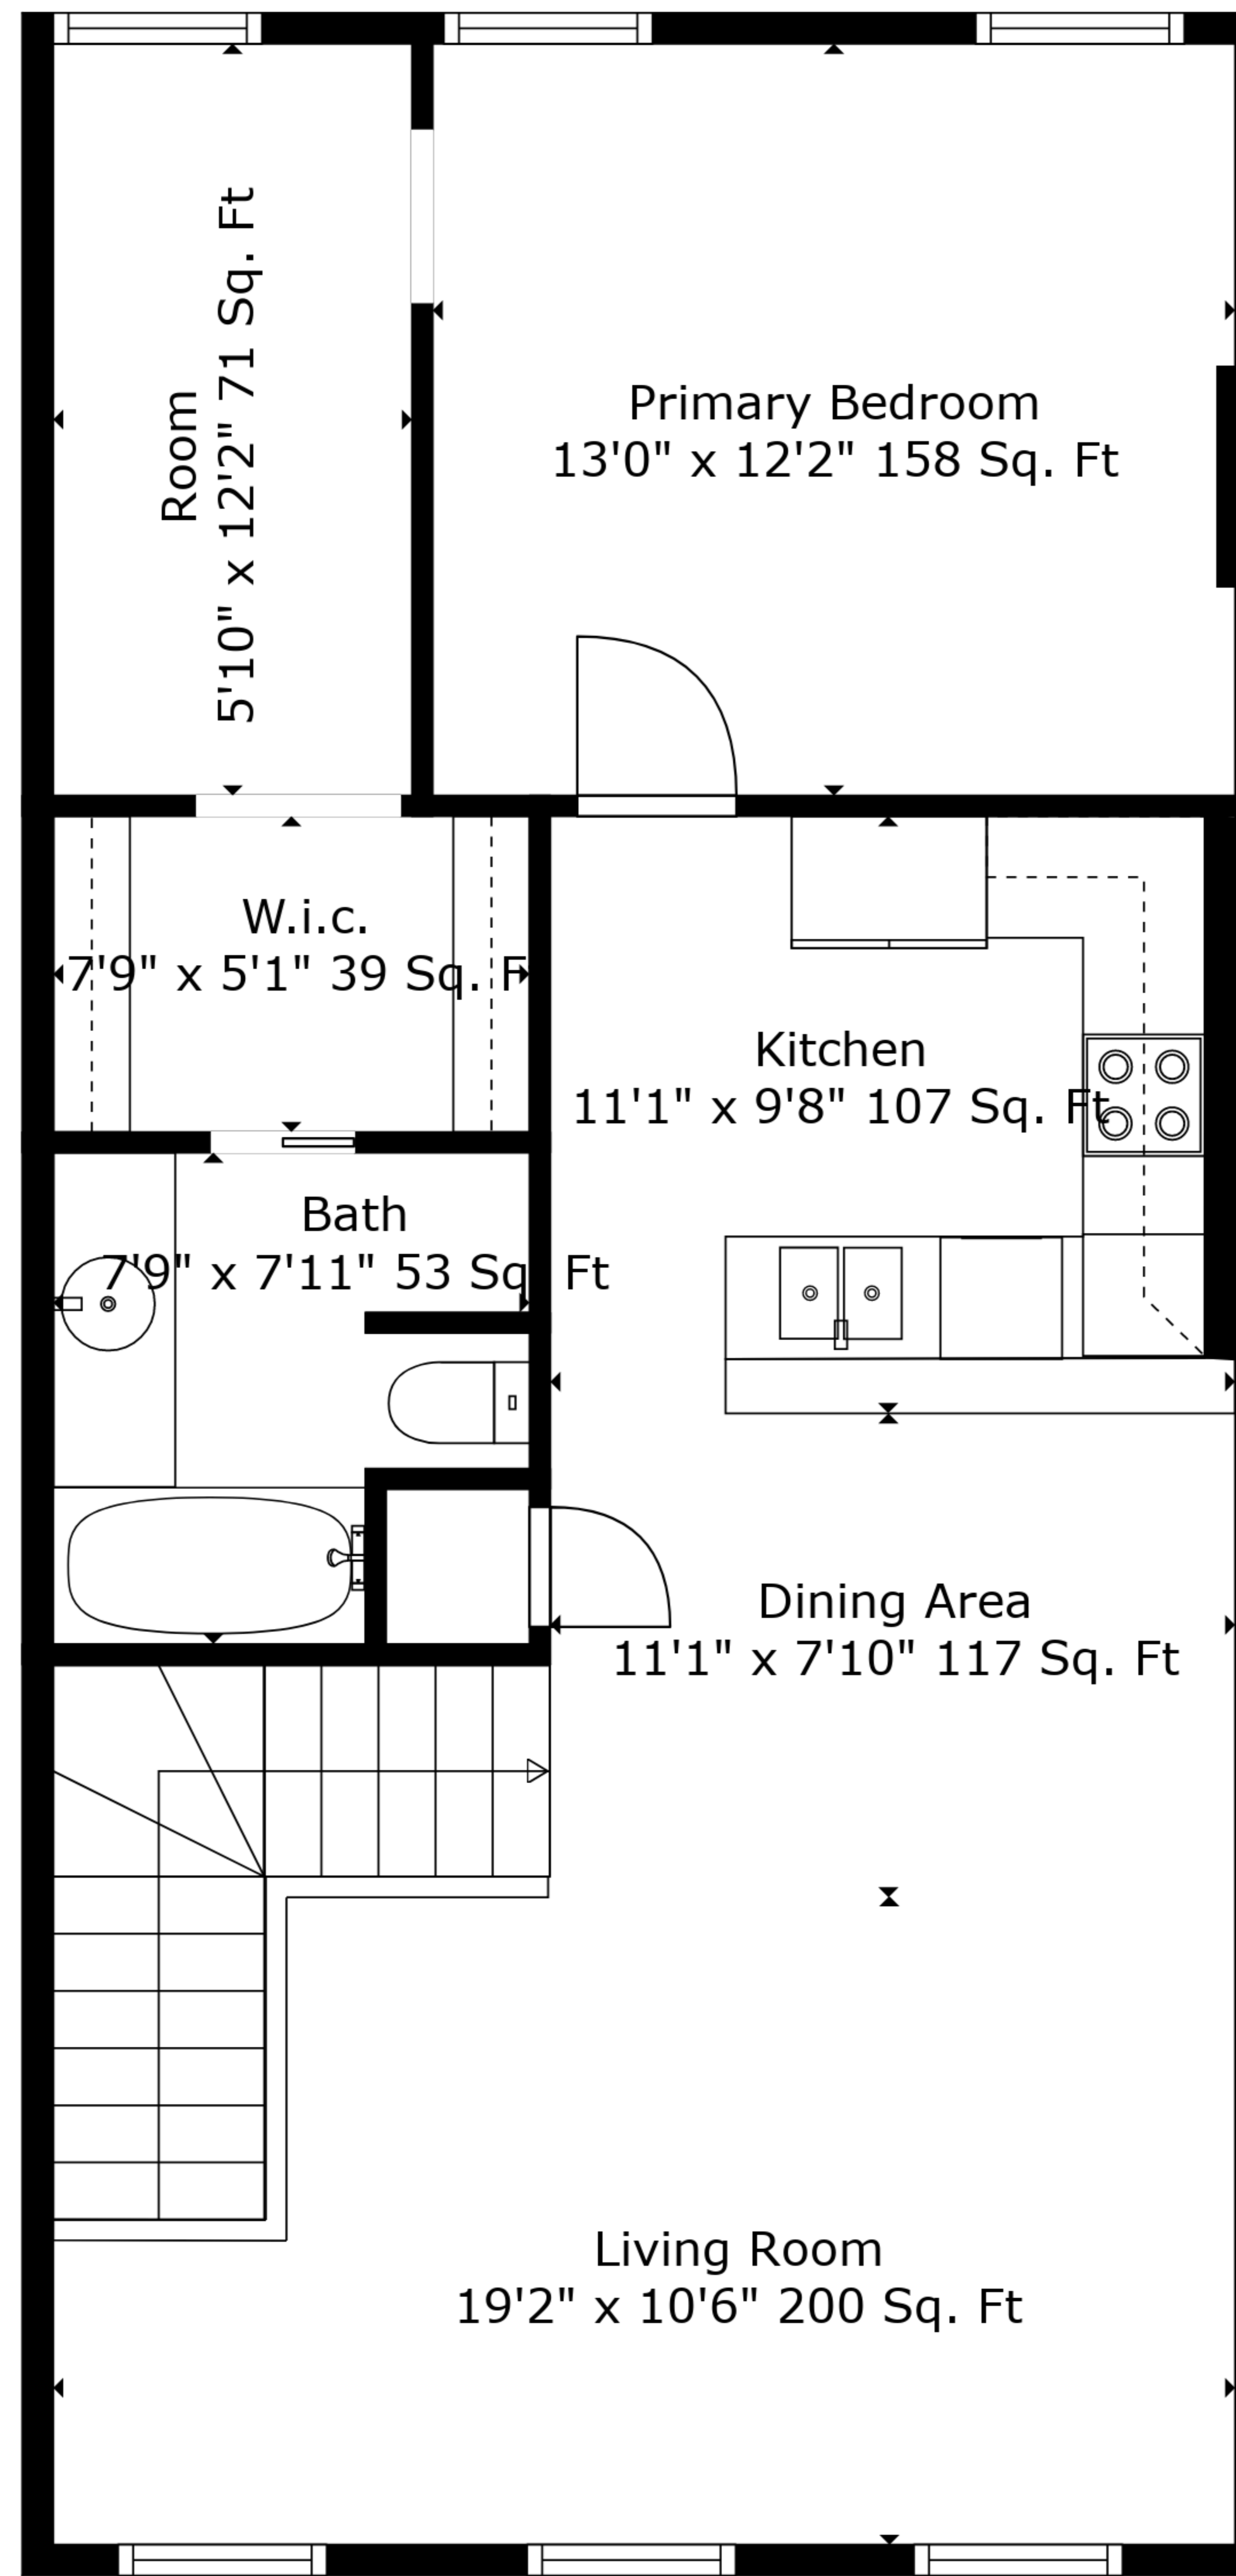 Room
5'10" x 12'2" 71 Sq. Ft
Primary Bedroom
13'0" x 12'2" 158 Sq. Ft
W.i.c.
7'9" x 5'1" 39 Sq. F
Kitchen
11'1" x 9'8" 107 Sq. Ft
Bath
7'9" x 7'11" 53 Sq. Ft
Dining Area
11'1" x 7'10" 117 Sq. Ft
Living Room
19'2" x 10'6" 200 Sq. Ft